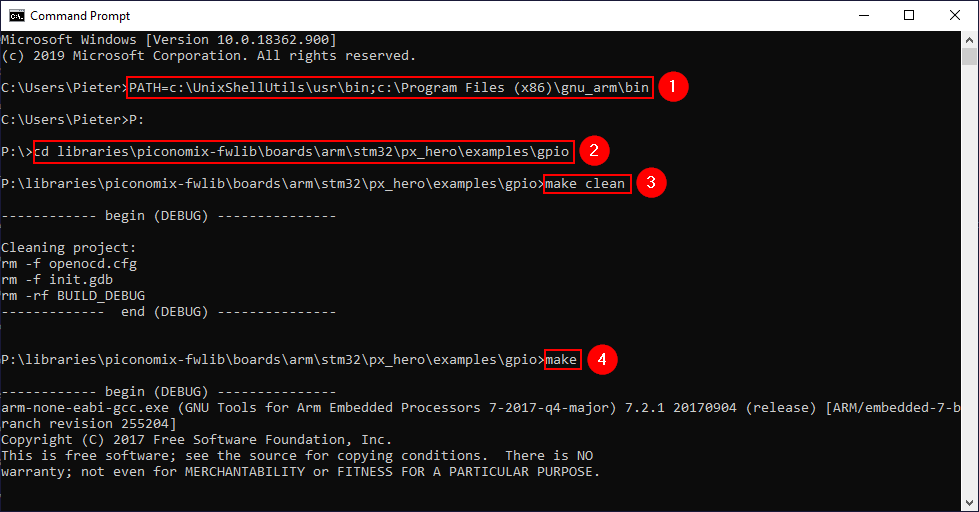 Command Prompt
Microsoft Windows [Version 10.0.18362.900]
(c) 2019 Microsoft Corporation. All rights reserved.
C:\Users\Pieter>PATH=c:\UnixShellUtils\usr\bin;c:\Program Files (x86)\gnu_arm\bin 1
C:\Users\Pieter>P:
P:\>cd libraries\piconomix-fwlib\boards\arm\stm32\px_hero\examples\gpio 2
P:\libraries\piconomix-fwlib\boards\arm\stm32\px_hero\examples\gpio>make clean 3
------------ begin (DEBUG) ---------------
Cleaning project:
rm -f openocd.cfg
rm -f init.gdb
rm -rf BUILD_DEBUG
-------------  end (DEBUG) ---------------
P:\libraries\piconomix-fwlib\boards\arm\stm32\px_hero\examples\gpio>make 4
------------ begin (DEBUG) ---------------
arm-none-eabi-gcc.exe (GNU Tools for Arm Embedded Processors 7-2017-q4-major) 7.2.1 20170904 (release) [ARM/embedded-7-b
ranch revision 255204]
Copyright (C) 2017 Free Software Foundation, Inc.
This is free software; see the source for copying conditions.  There is NO
warranty; not even for MERCHANTABILITY or FITNESS FOR A PARTICULAR PURPOSE.